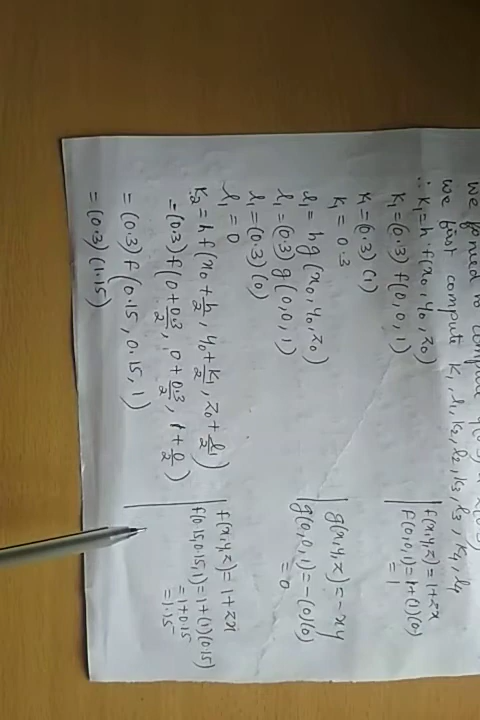 we first compute k1, l1, k2, l2, k3, l3, k4, l4
∴ k1 = h·f(x0, y0, z0)
k1 = (0.3) f(0, 0, 1)
k1 = (0.3) (1)
k1 = 0.3
f(x,y,z) = 1+zx
f(0,0,1) = 1+(1)(0)
= 1
l1 = hg(x0, y0, z0)
l1 = (0.3) g(0, 0, 1)
l1 = (0.3) (0)
l1 = 0
g(x,y,z) = -xy
g(0,0,1) = -(0)(0)
= 0
k2 = h f(x0 + h/2, y0 + k1/2, z0 + l1/2)
= (0.3) f(0 + 0.3/2, 0 + 0.3/2, 1 + 0/2)
= (0.3) f(0.15, 0.15, 1)
= (0.3) (1.15)
f(x,y,z) = 1+zx
f(0.15,0.15,1) = 1+(1)(0.15)
= 1+0.15
= 1.15